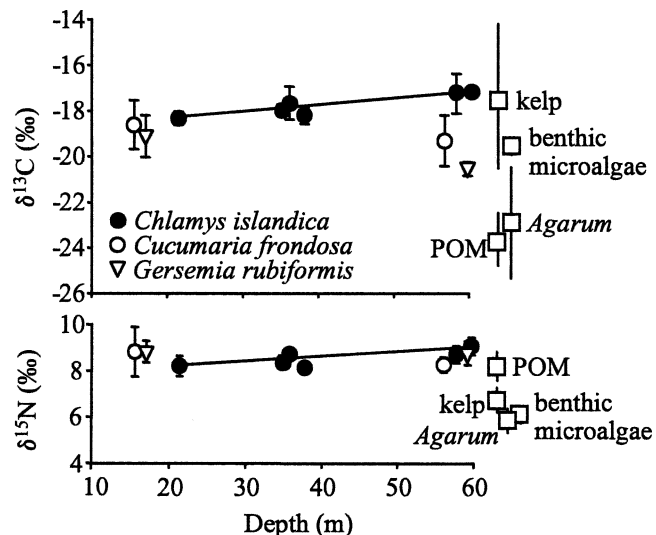 -14
-16
-18
-20
-22
-24
-26
δ¹³C (‰)
kelp
benthic
microalgae
Agarum
POM
Chlamys islandica
Cucumaria frondosa
Gersemia rubiformis
10
8
6
4
δ¹⁵N (‰)
POM
kelp
benthic
Agarum
microalgae
10 20 30 40 50 60
Depth (m)